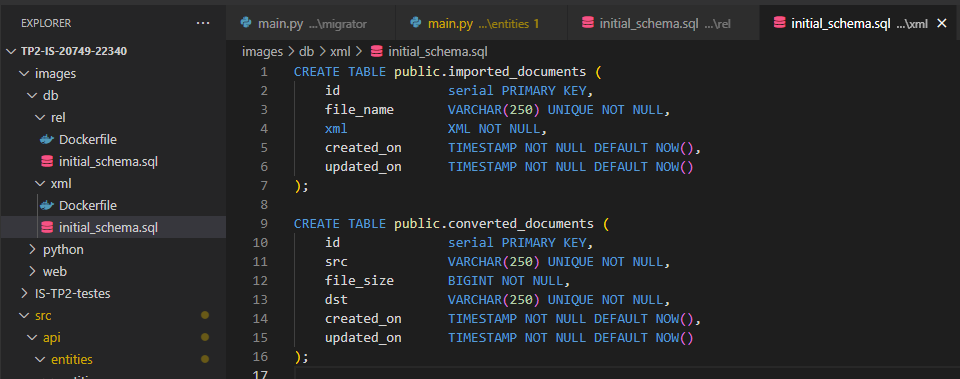 EXPLORER
...
TP2-IS-20749-22340
images
db
rel
Dockerfile
initial_schema.sql
xml
Dockerfile
initial_schema.sql
python
web
IS-TP2-testes
src
api
entities
main.py ...\migrator
main.py ...\entities 1
initial_schema.sql ...\rel
initial_schema.sql ...\xml
images > db > xml > initial_schema.sql
1 CREATE TABLE public.imported_documents (
2 id serial PRIMARY KEY,
3 file_name VARCHAR(250) UNIQUE NOT NULL,
4 xml XML NOT NULL,
5 created_on TIMESTAMP NOT NULL DEFAULT NOW(),
6 updated_on TIMESTAMP NOT NULL DEFAULT NOW()
7 );
8
9 CREATE TABLE public.converted_documents (
10 id serial PRIMARY KEY,
11 src VARCHAR(250) UNIQUE NOT NULL,
12 file_size BIGINT NOT NULL,
13 dst VARCHAR(250) UNIQUE NOT NULL,
14 created_on TIMESTAMP NOT NULL DEFAULT NOW(),
15 updated_on TIMESTAMP NOT NULL DEFAULT NOW()
16 );
17